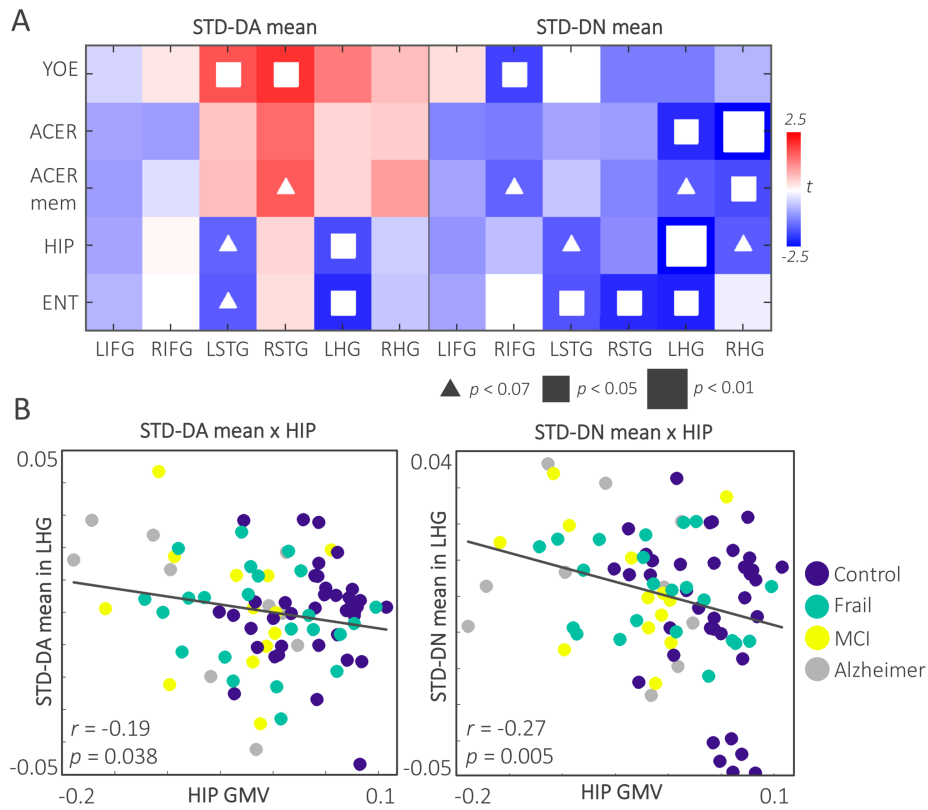 A
STD-DA mean
STD-DN mean
YOE
ACER
ACER
mem
HIP
ENT
2.5
t
-2.5
LIFG RIFG LSTG RSTG LHG RHG LIFG RIFG LSTG RSTG LHG RHG
p < 0.07 p < 0.05 p < 0.01
B
STD-DA mean x HIP
STD-DN mean x HIP
0.05
STD-DA mean in LHG
-0.05
r = -0.19
p = 0.038
-0.2 HIP GMV 0.1
0.04
STD-DN mean in LHG
-0.05
r = -0.27
p = 0.005
-0.2 HIP GMV 0.1
Control
Frail
MCI
Alzheimer